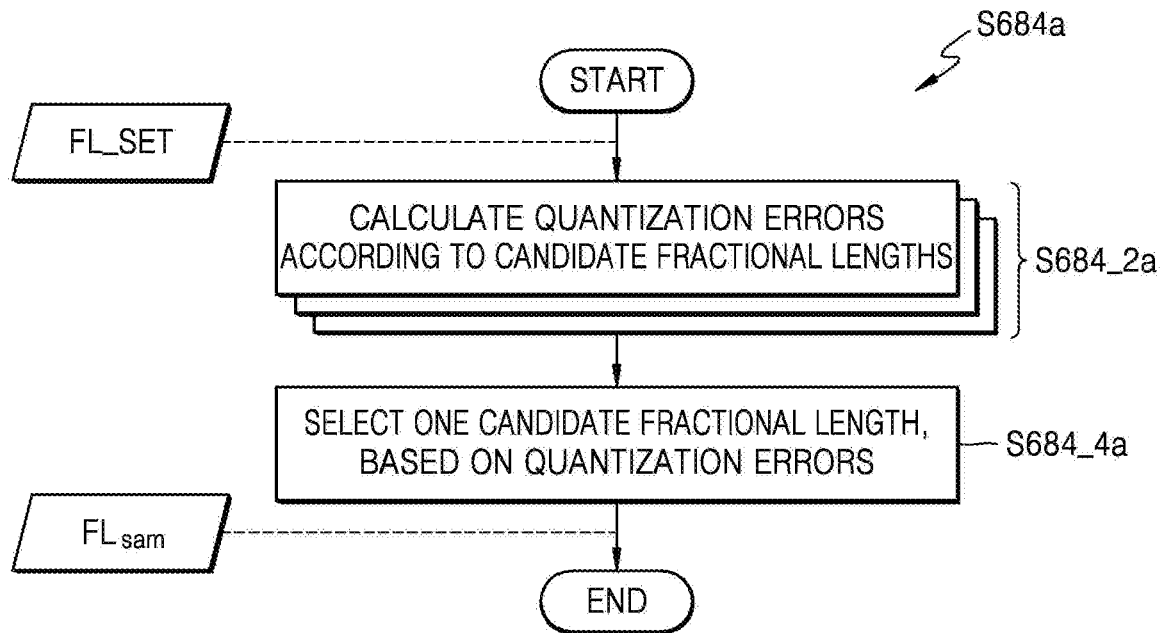 S684a
START
FL_SET
CALCULATE QUANTIZATION ERRORS
ACCORDING TO CANDIDATE FRACTIONAL LENGTHS
S684_2a
SELECT ONE CANDIDATE FRACTIONAL LENGTH,
BASED ON QUANTIZATION ERRORS
S684_4a
FLsam
END